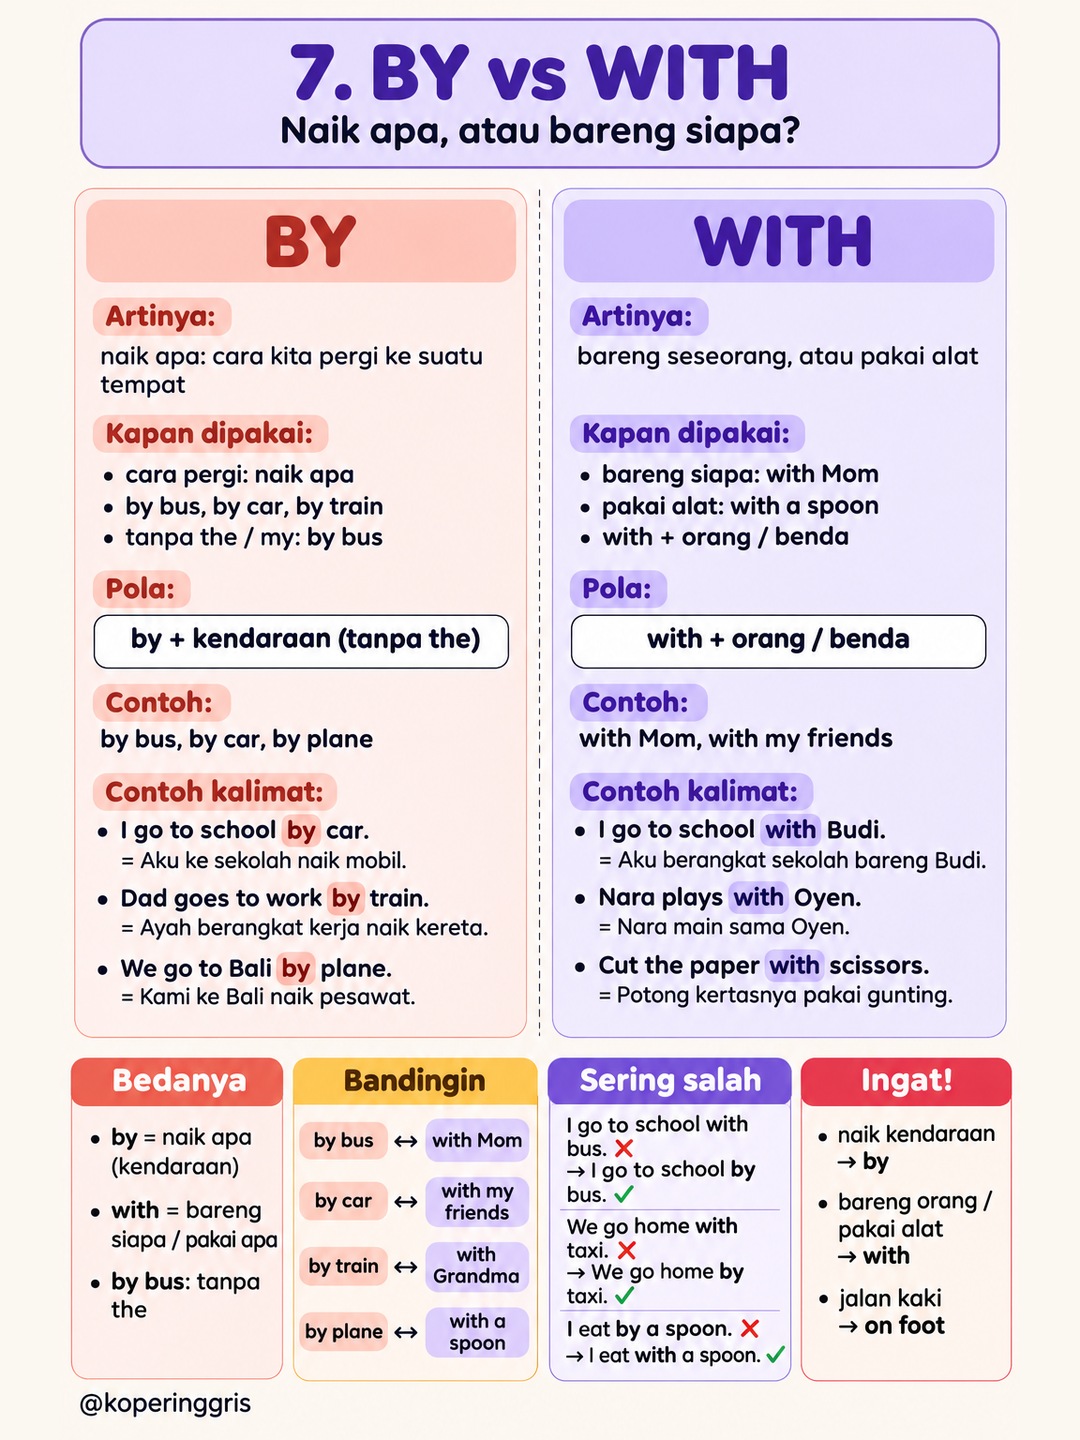 7. BY vs WITH
Naik apa, atau bareng siapa?
BY
Artinya:
naik apa: cara kita pergi ke suatu
tempat
Kapan dipakai:
• cara pergi: naik apa
• by bus, by car, by train
• tanpa the / my: by bus
Pola:
by + kendaraan (tanpa the)
Contoh:
by bus, by car, by plane
Contoh kalimat:
• I go to school by car.
= Aku ke sekolah naik mobil.
• Dad goes to work by train.
= Ayah berangkat kerja naik kereta.
• We go to Bali by plane.
= Kami ke Bali naik pesawat.
WITH
Artinya:
bareng seseorang, atau pakai alat
Kapan dipakai:
• bareng siapa: with Mom
• pakai alat: with a spoon
• with + orang / benda
Pola:
with + orang / benda
Contoh:
with Mom, with my friends
Contoh kalimat:
• I go to school with Budi.
= Aku berangkat sekolah bareng Budi.
• Nara plays with Oyen.
= Nara main sama Oyen.
• Cut the paper with scissors.
= Potong kertasnya pakai gunting.
Bedanya
• by = naik apa
(kendaraan)
• with = bareng
siapa / pakai apa
• by bus: tanpa
the
Bandingin
by bus ↔ with Mom
by car ↔ with my
friends
by train ↔ with
Grandma
by plane ↔ with a
spoon
Sering salah
I go to school with
bus. ❌
→ I go to school by
bus. ✓
We go home with
taxi. ❌
→ We go home by
taxi. ✓
I eat by a spoon. ❌
→ I eat with a spoon. ✓
Ingat!
• naik kendaraan
→ by
• bareng orang /
pakai alat
→ with
• jalan kaki
→ on foot
@koperinggris